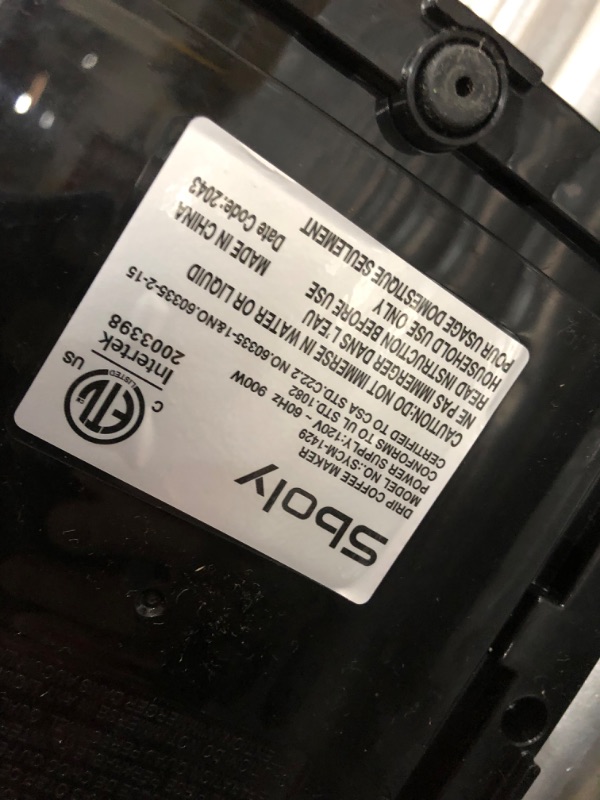 Sboly
DRIP COFFEE MAKER
MODEL NO.:SYCM-1429
POWER SUPPLY:120V ~ 60Hz 900W
CONFORMS TO UL STD.1082
CERTIFIED TO CSA STD.C22.2 NO.60335-1&NO.60335-2-15
CAUTION:DO NOT IMMERSE IN WATER OR LIQUID
NE PAS IMMERGER DANS L'EAU
READ INSTRUCTION BEFORE USE
HOUSEHOLD USE ONLY
POUR USAGE DOMESTIQUE SEULEMENT
MADE IN CHINA
Date Code:2043
ETL
LISTED
C
US
Intertek
2003398